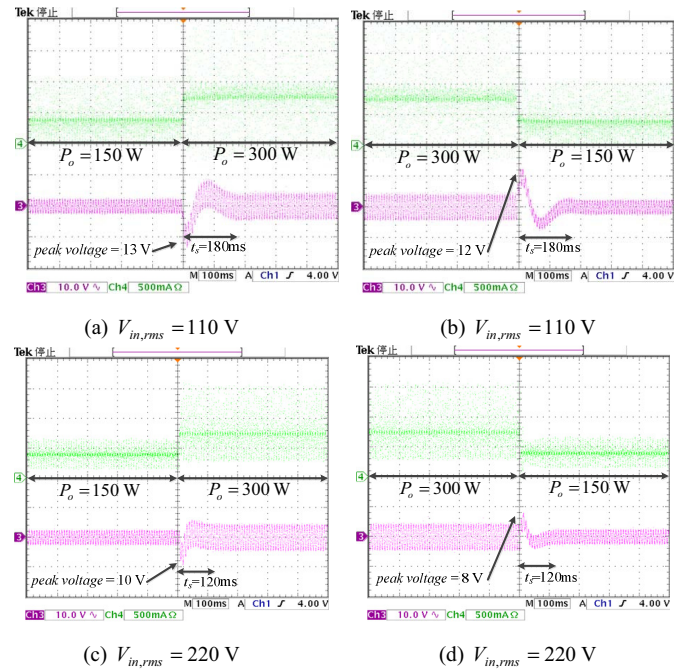 Tek 停止
4
P_o = 150 W
P_o = 300 W
3
peak voltage = 13 V
t_s=180ms
M 100ms A Ch1 ∫ 4.00 V
Ch3 10.0 V ∿ Ch4 500mAΩ
(a) V_in,rms = 110 V
Tek 停止
4
P_o = 300 W
P_o = 150 W
3
peak voltage = 12 V
t_s=180ms
M 100ms A Ch1 ∫ 4.00 V
Ch3 10.0 V ∿ Ch4 500mAΩ
(b) V_in,rms = 110 V
Tek 停止
4
P_o = 150 W
P_o = 300 W
3
peak voltage = 10 V
t_s=120ms
M 100ms A Ch1 ∫ 4.00 V
Ch3 10.0 V ∿ Ch4 500mAΩ
(c) V_in,rms = 220 V
Tek 停止
4
P_o = 300 W
P_o = 150 W
3
peak voltage = 8 V
t_s=120ms
M 100ms A Ch1 ∫ 4.00 V
Ch3 10.0 V ∿ Ch4 500mAΩ
(d) V_in,rms = 220 V